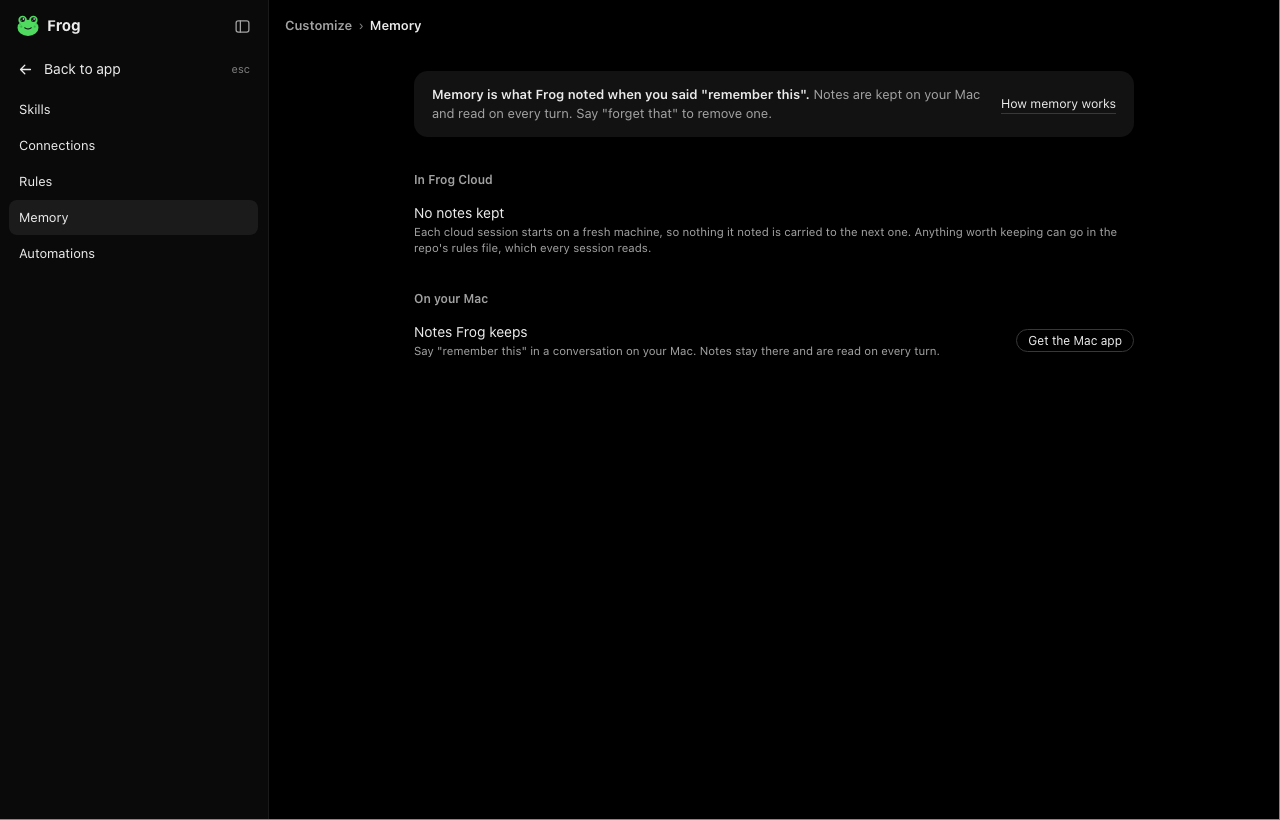 Frog
Back to app
esc
Skills
Connections
Rules
Memory
Automations
Customize › Memory
Memory is what Frog noted when you said "remember this". Notes are kept on your Mac
and read on every turn. Say "forget that" to remove one.
How memory works
In Frog Cloud
No notes kept
Each cloud session starts on a fresh machine, so nothing it noted is carried to the next one. Anything worth keeping can go in the
repo's rules file, which every session reads.
On your Mac
Notes Frog keeps
Say "remember this" in a conversation on your Mac. Notes stay there and are read on every turn.
Get the Mac app